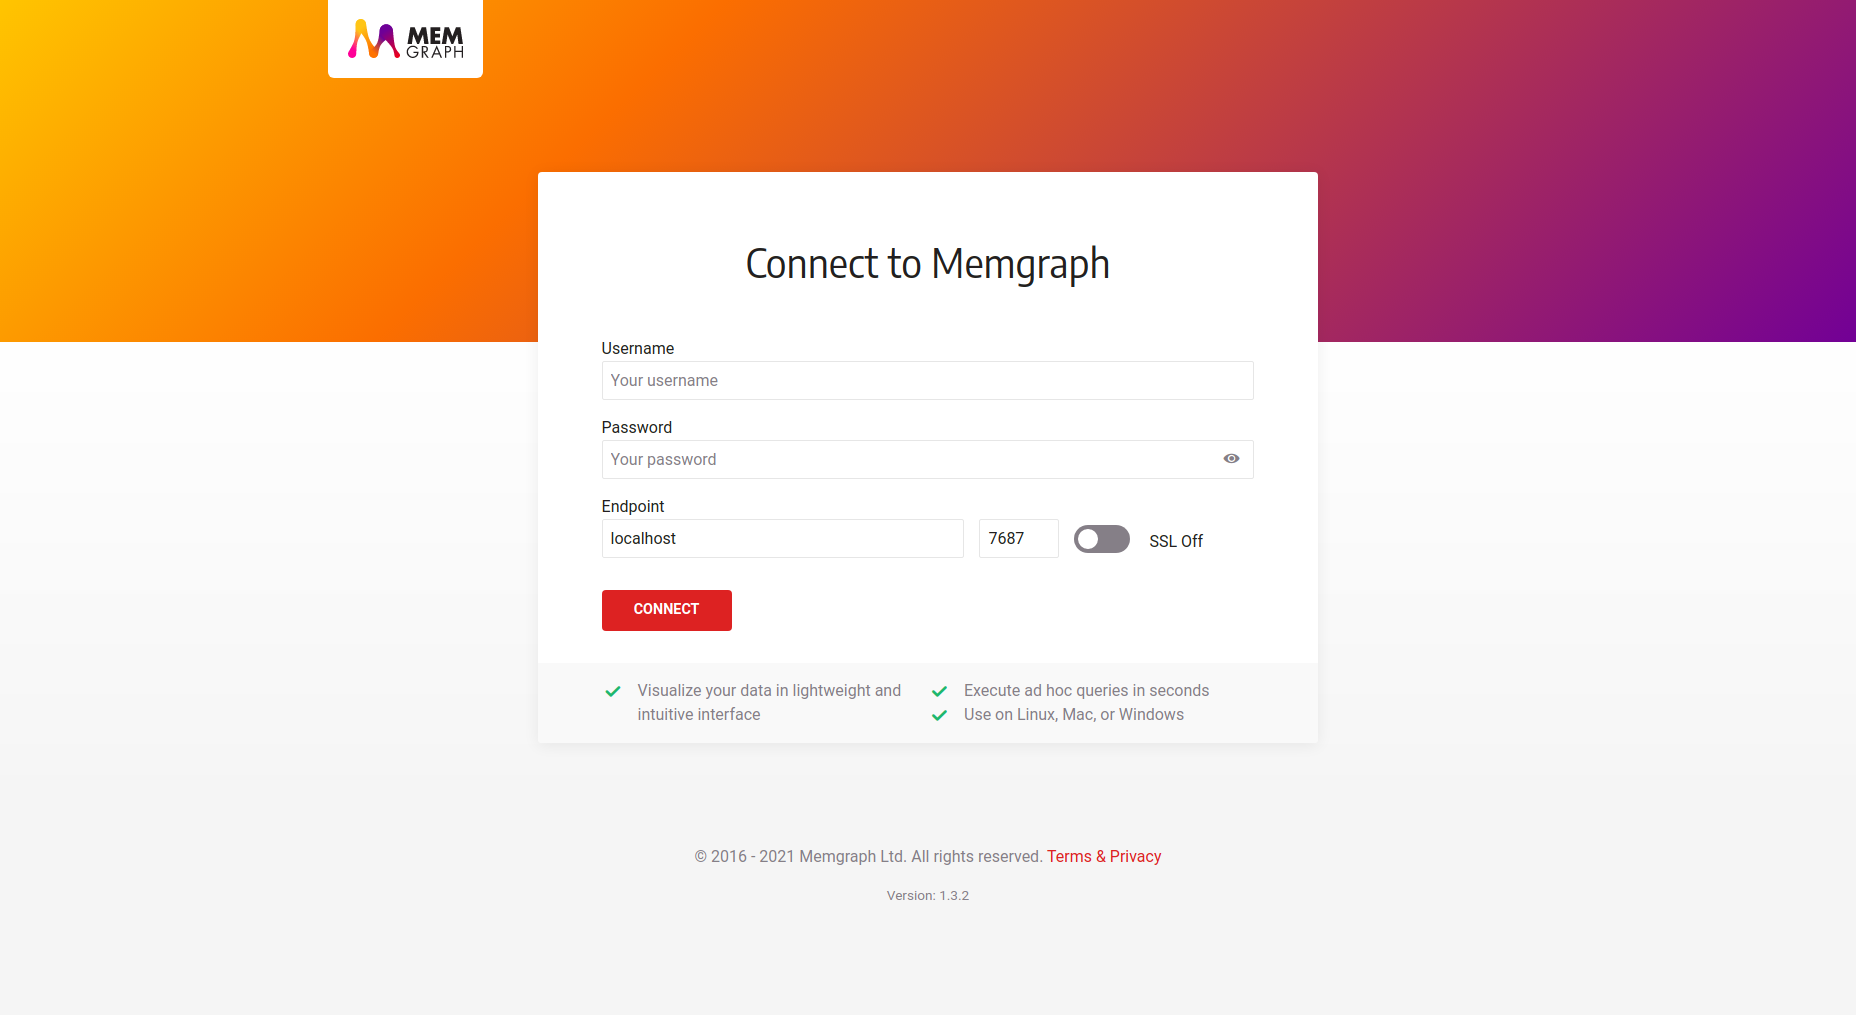 MEM
GRAPH
Connect to Memgraph
Username
Your username
Password
Your password
Endpoint
localhost
7687
SSL Off
CONNECT
Visualize your data in lightweight and
intuitive interface
Execute ad hoc queries in seconds
Use on Linux, Mac, or Windows
© 2016 - 2021 Memgraph Ltd. All rights reserved. Terms & Privacy
Version: 1.3.2